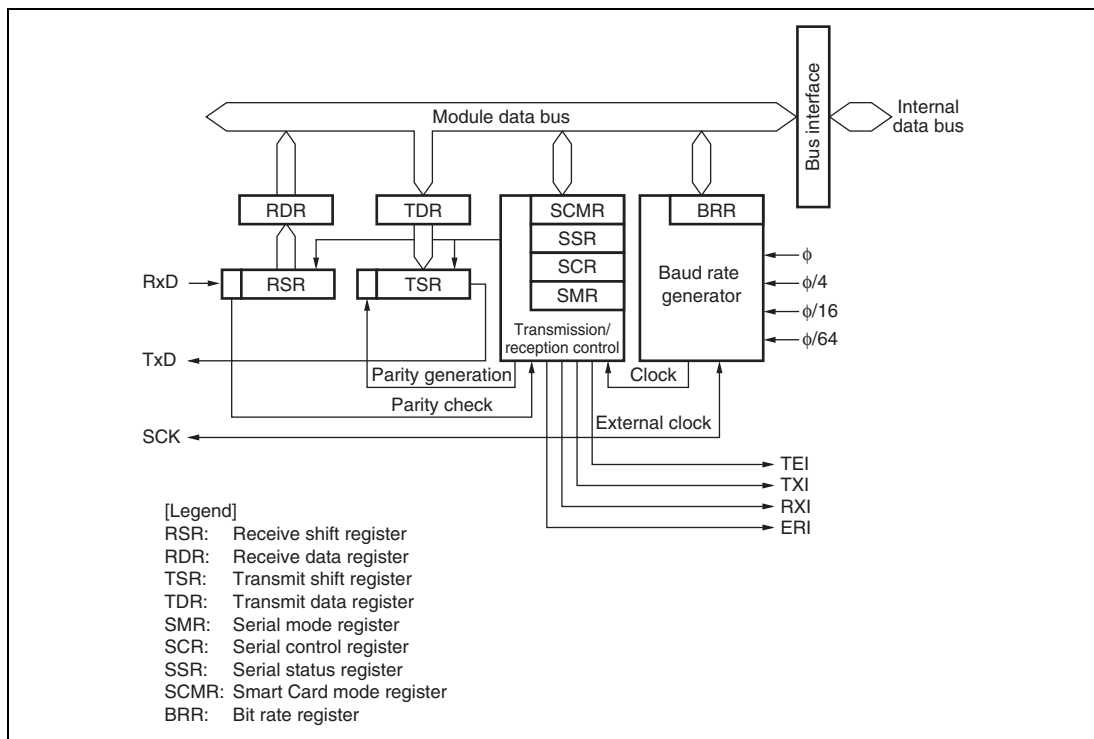 Bus interface
Module data bus
Internal
data bus
RDR
TDR
SCMR
BRR
SSR
φ
RxD
RSR
TSR
SCR
Baud rate
generator
φ/4
SMR
φ/16
Transmission/
reception control
φ/64
TxD
Parity generation
Clock
Parity check
External clock
SCK
TEI
TXI
RXI
ERI
[Legend]
RSR: Receive shift register
RDR: Receive data register
TSR: Transmit shift register
TDR: Transmit data register
SMR: Serial mode register
SCR: Serial control register
SSR: Serial status register
SCMR: Smart Card mode register
BRR: Bit rate register